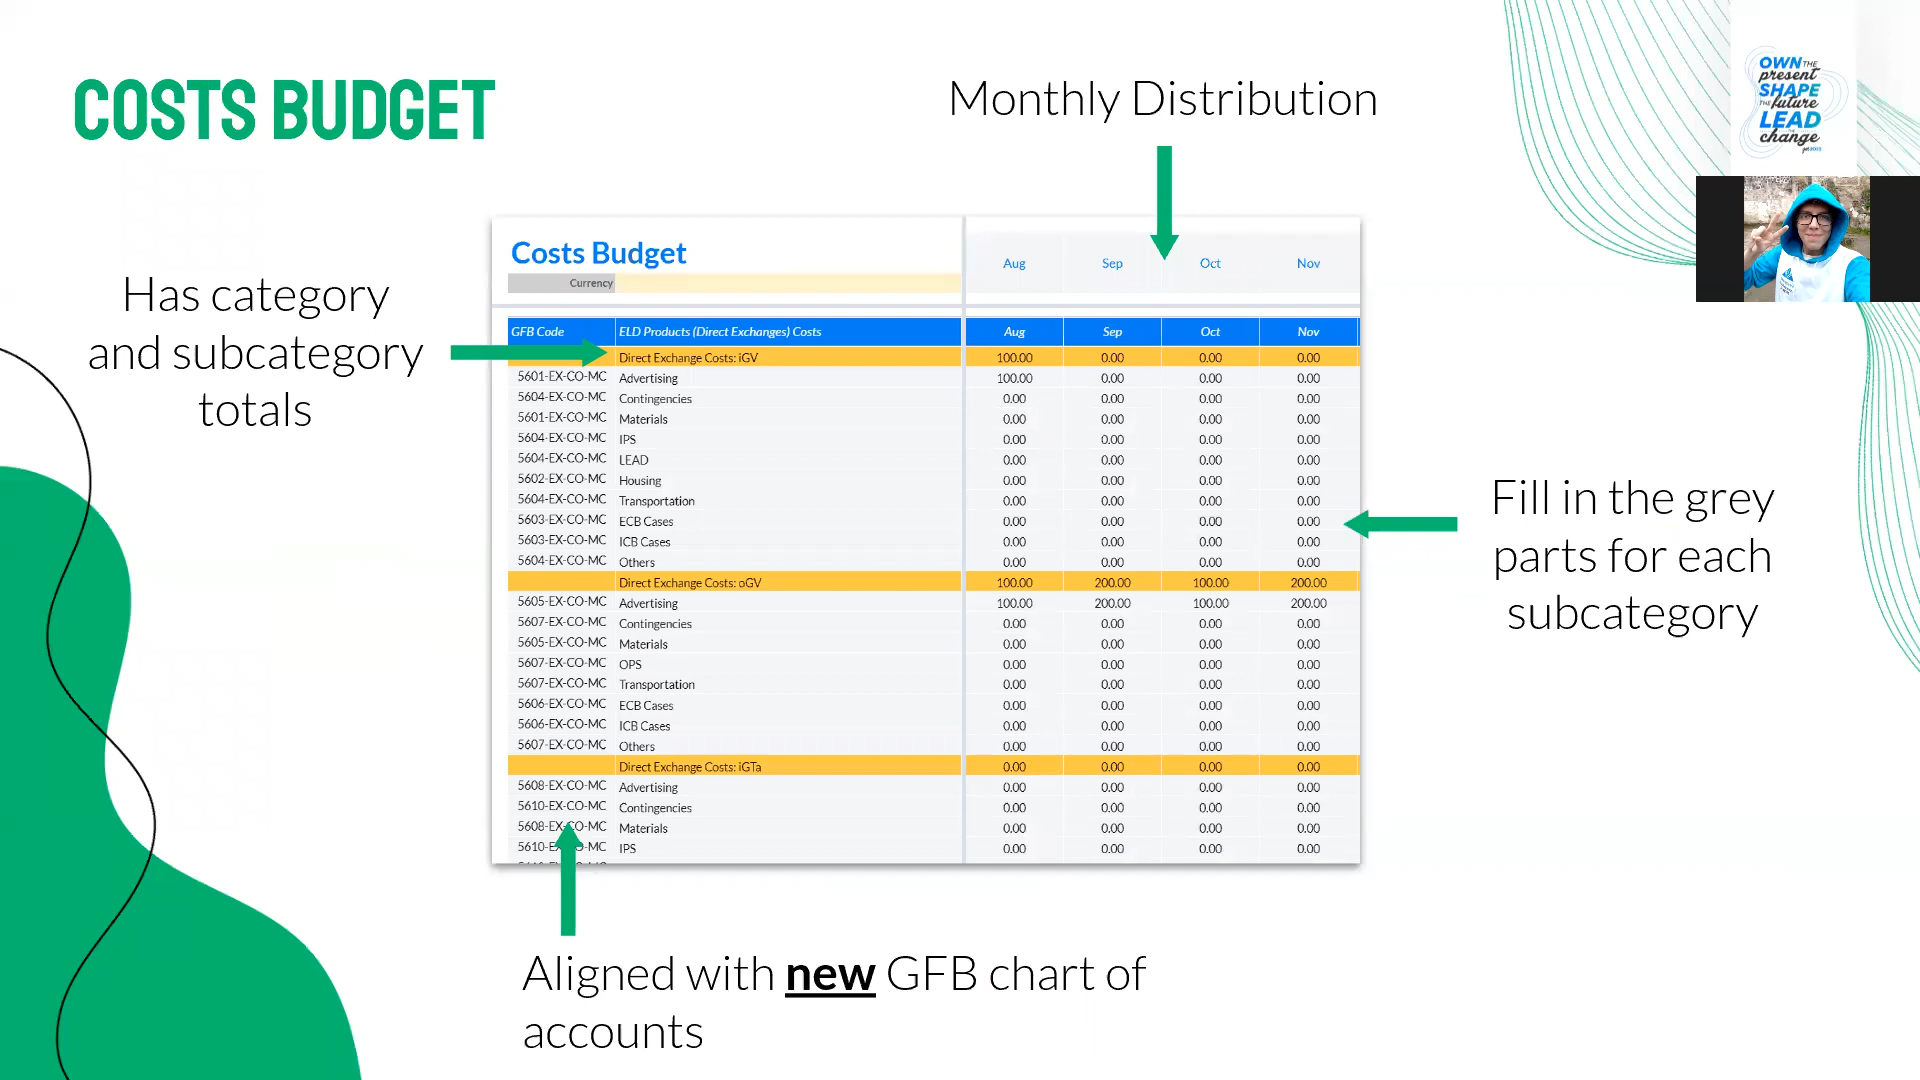 COSTS BUDGET
Monthly Distribution
OWN THE
present
SHAPE
THE future
LEAD
change
Has category
and subcategory
totals
Costs Budget
Currency
Aug Sep Oct Nov
GFB Code ELD Products (Direct Exchanges) Costs Aug Sep Oct Nov
Direct Exchange Costs: iGV 100.00 0.00 0.00 0.00
5601-EX-CO-MC Advertising 100.00 0.00 0.00 0.00
5604-EX-CO-MC Contingencies 0.00 0.00 0.00 0.00
5601-EX-CO-MC Materials 0.00 0.00 0.00 0.00
5604-EX-CO-MC IPS 0.00 0.00 0.00 0.00
5604-EX-CO-MC LEAD 0.00 0.00 0.00 0.00
5602-EX-CO-MC Housing 0.00 0.00 0.00 0.00
5604-EX-CO-MC Transportation 0.00 0.00 0.00 0.00
5603-EX-CO-MC ECB Cases 0.00 0.00 0.00 0.00
5603-EX-CO-MC ICB Cases 0.00 0.00 0.00 0.00
5604-EX-CO-MC Others 0.00 0.00 0.00 0.00
Direct Exchange Costs: oGV 100.00 200.00 100.00 200.00
5605-EX-CO-MC Advertising 100.00 200.00 100.00 200.00
5607-EX-CO-MC Contingencies 0.00 0.00 0.00 0.00
5605-EX-CO-MC Materials 0.00 0.00 0.00 0.00
5607-EX-CO-MC OPS 0.00 0.00 0.00 0.00
5607-EX-CO-MC Transportation 0.00 0.00 0.00 0.00
5606-EX-CO-MC ECB Cases 0.00 0.00 0.00 0.00
5606-EX-CO-MC ICB Cases 0.00 0.00 0.00 0.00
5607-EX-CO-MC Others 0.00 0.00 0.00 0.00
Direct Exchange Costs: iGTa 0.00 0.00 0.00 0.00
5608-EX-CO-MC Advertising 0.00 0.00 0.00 0.00
5610-EX-CO-MC Contingencies 0.00 0.00 0.00 0.00
5608-EX-CO-MC Materials 0.00 0.00 0.00 0.00
5610-EX-CO-MC IPS 0.00 0.00 0.00 0.00
Fill in the grey
parts for each
subcategory
Aligned with new GFB chart of
accounts